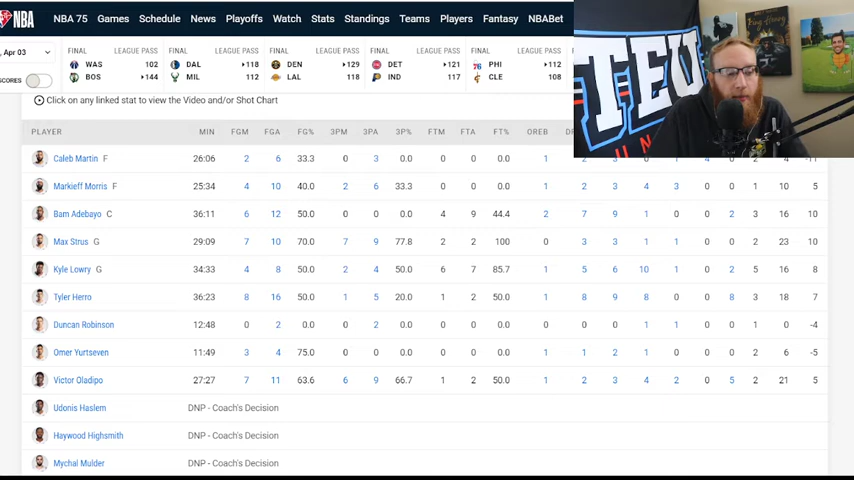 NBA NBA 75 Games Schedule News Playoffs Watch Stats Standings Teams Players Fantasy NBABet
, Apr 03 FINAL LEAGUE PASS FINAL LEAGUE PASS FINAL LEAGUE PASS FINAL LEAGUE PASS FINAL
WAS 102 DAL 118 DEN 129 DET 121 PHI 112
SCORES BOS 144 MIL 112 LAL 118 IND 117 CLE 108
TEU
Click on any linked stat to view the Video and/or Shot Chart
PLAYER MIN FGM FGA FG% 3PM 3PA 3P% FTM FTA FT% OREB
Caleb Martin F 26:06 2 6 33.3 0 3 0.0 0 0 0.0 1 2 3 0 1 4 0 2 4 -11
Markieff Morris F 25:34 4 10 40.0 2 6 33.3 0 0 0.0 1 2 3 4 3 0 0 1 10 5
Bam Adebayo C 36:11 6 12 50.0 0 0 0.0 4 9 44.4 2 7 9 1 0 0 2 3 16 10
Max Strus G 29:09 7 10 70.0 7 9 77.8 2 2 100 0 3 3 1 1 0 0 2 23 10
Kyle Lowry G 34:33 4 8 50.0 2 4 50.0 6 7 85.7 1 5 6 10 1 0 2 5 16 8
Tyler Herro 36:23 8 16 50.0 1 5 20.0 1 2 50.0 1 8 9 8 0 0 8 3 18 7
Duncan Robinson 12:48 0 2 0.0 0 2 0.0 0 0 0.0 0 0 0 1 1 0 0 1 0 -4
Omer Yurtseven 11:49 3 4 75.0 0 0 0.0 0 0 0.0 1 1 2 1 0 0 0 2 6 -5
Victor Oladipo 27:27 7 11 63.6 6 9 66.7 1 2 50.0 1 2 3 4 2 0 5 2 21 5
Udonis Haslem DNP - Coach's Decision
Haywood Highsmith DNP - Coach's Decision
Mychal Mulder DNP - Coach's Decision